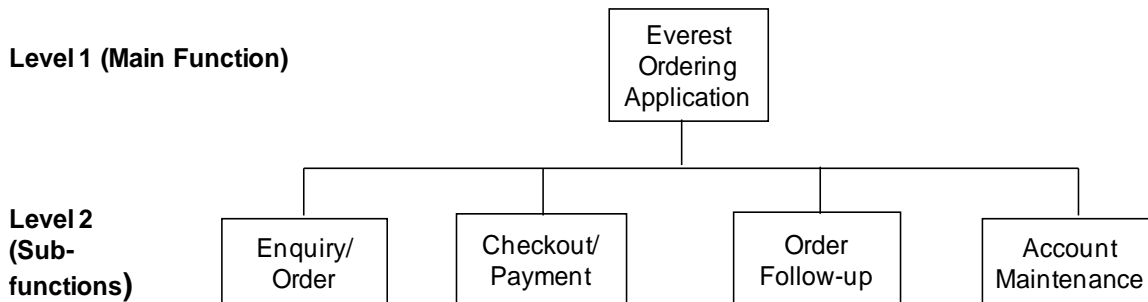 Level 1 (Main Function)
Everest
Ordering
Application
Level 2
(Sub-
functions)
Enquiry/
Order
Checkout/
Payment
Order
Follow-up
Account
Maintenance